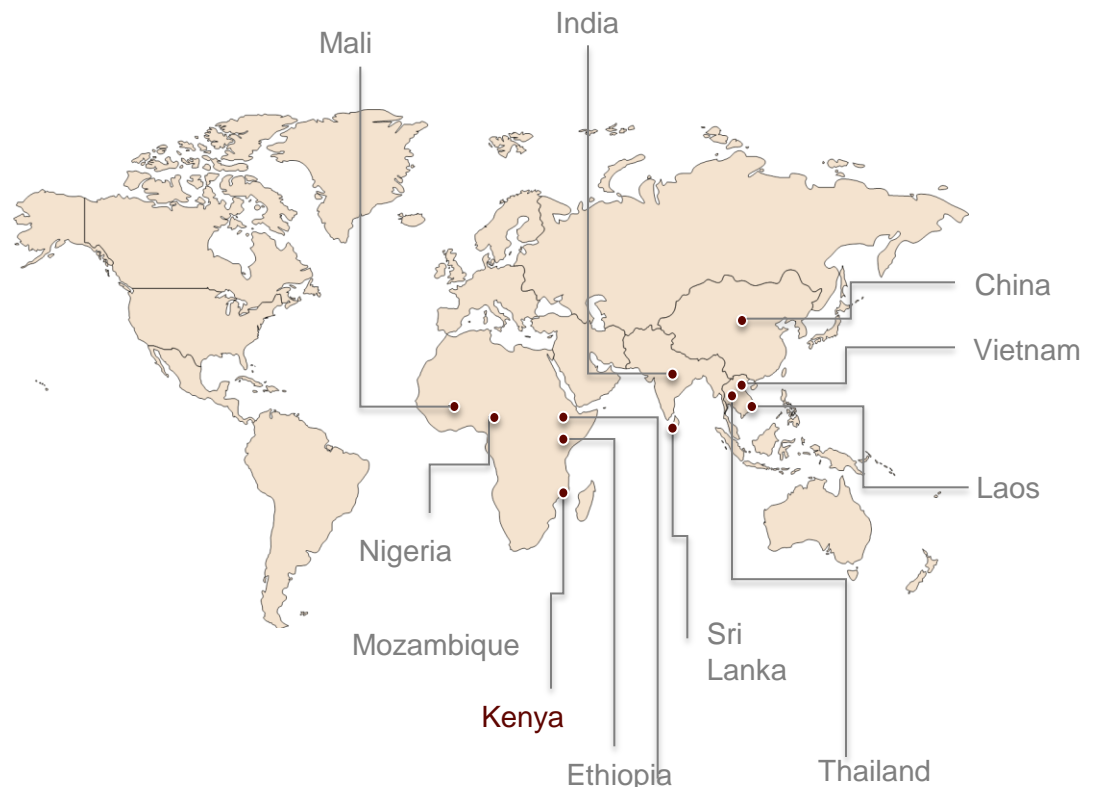 India
Mali
China
Vietnam
Laos
Nigeria
Mozambique
Sri
Lanka
Kenya
Ethiopia
Thailand